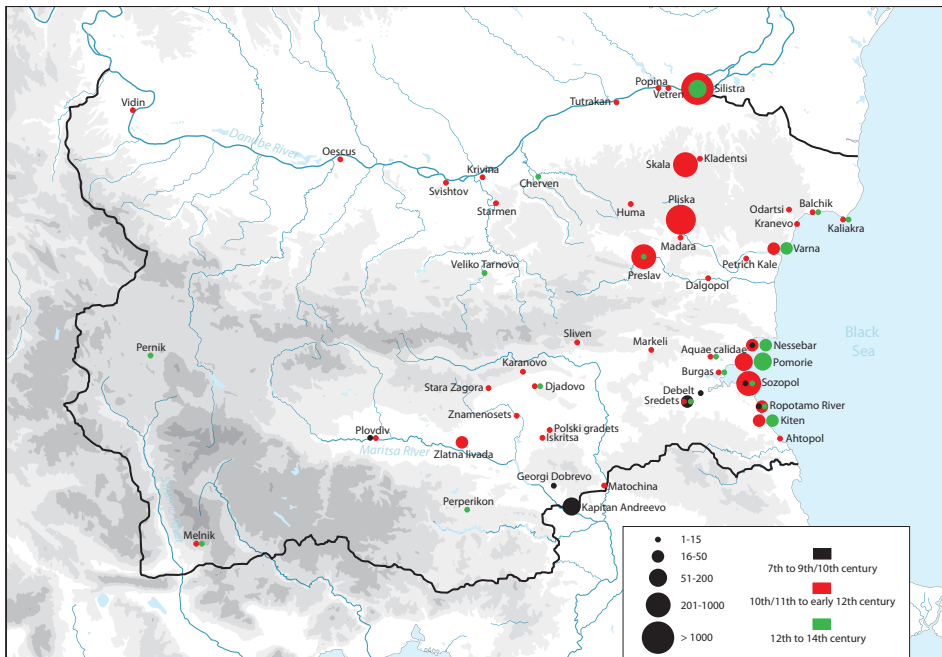 Popina
Vetren
Silistra
Tutrakan
Vidin
Danube River
Oescus
Krivina
Svishtov
Starmen
Cherven
Skala
Kladentsi
Huma
Pliska
Madara
Odartsi
Balchik
Kranevo
Kaliakra
Varna
Petrich Kale
Preslav
Dalgopol
Veliko Tarnovo
Black
Sea
Sliven
Markeli
Nessebar
Aquae calidae
Pomorie
Pernik
Karanovo
Burgas
Stara Zagora
Djadovo
Debelt
Sozopol
Sredets
Ropotamo River
Znamenosets
Kiten
Plovdiv
Polski gradets
Iskritsa
Ahtopol
Maritsa River
Zlatna livada
Georgi Dobrevo
Matochina
Perperikon
Kapitan Andreevo
Melnik
1-15
16-50
51-200
201-1000
> 1000
7th to 9th/10th century
10th/11th to early 12th century
12th to 14th century